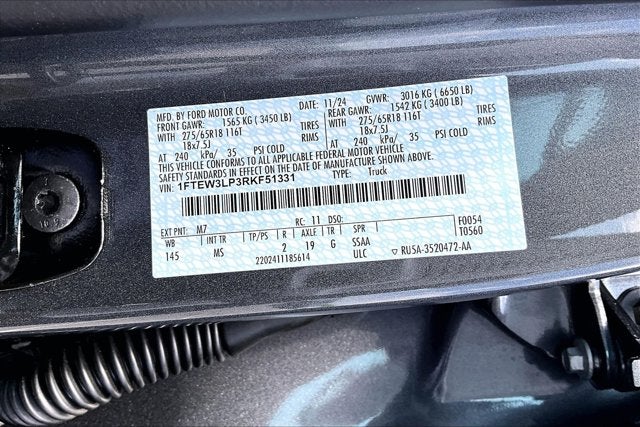 MFD. BY FORD MOTOR CO. 11/24 GVWR: 3016 KG ( 6650 LB)
FRONT GAWR: 1565 KG ( 3450 LB) REAR GAWR: 1542 KG ( 3400 LB)
WITH 275/65R18 116T TIRES WITH 275/65R18 116T TIRES
18x7.5J RIMS 18x7.5J RIMS
AT 240 kPa/ 35 PSI COLD AT 240 kPa/ 35 PSI COLD
THIS VEHICLE CONFORMS TO ALL APPLICABLE FEDERAL MOTOR VEHICLE
SAFETY STANDARDS IN EFFECT ON THE DATE OF MANUFACTURE SHOWN ABOVE.
VIN: 1FTEW3LP3RKF51331 TYPE: Truck
EXT PNT: M7 RC: 11 DSO: F0054
WB INT TR TP/PS R AXLE TR SPR T0560
145 MS 2 19 G SSAA
2202411185614 ULC ▽ RU5A-3520472-AA
10.9